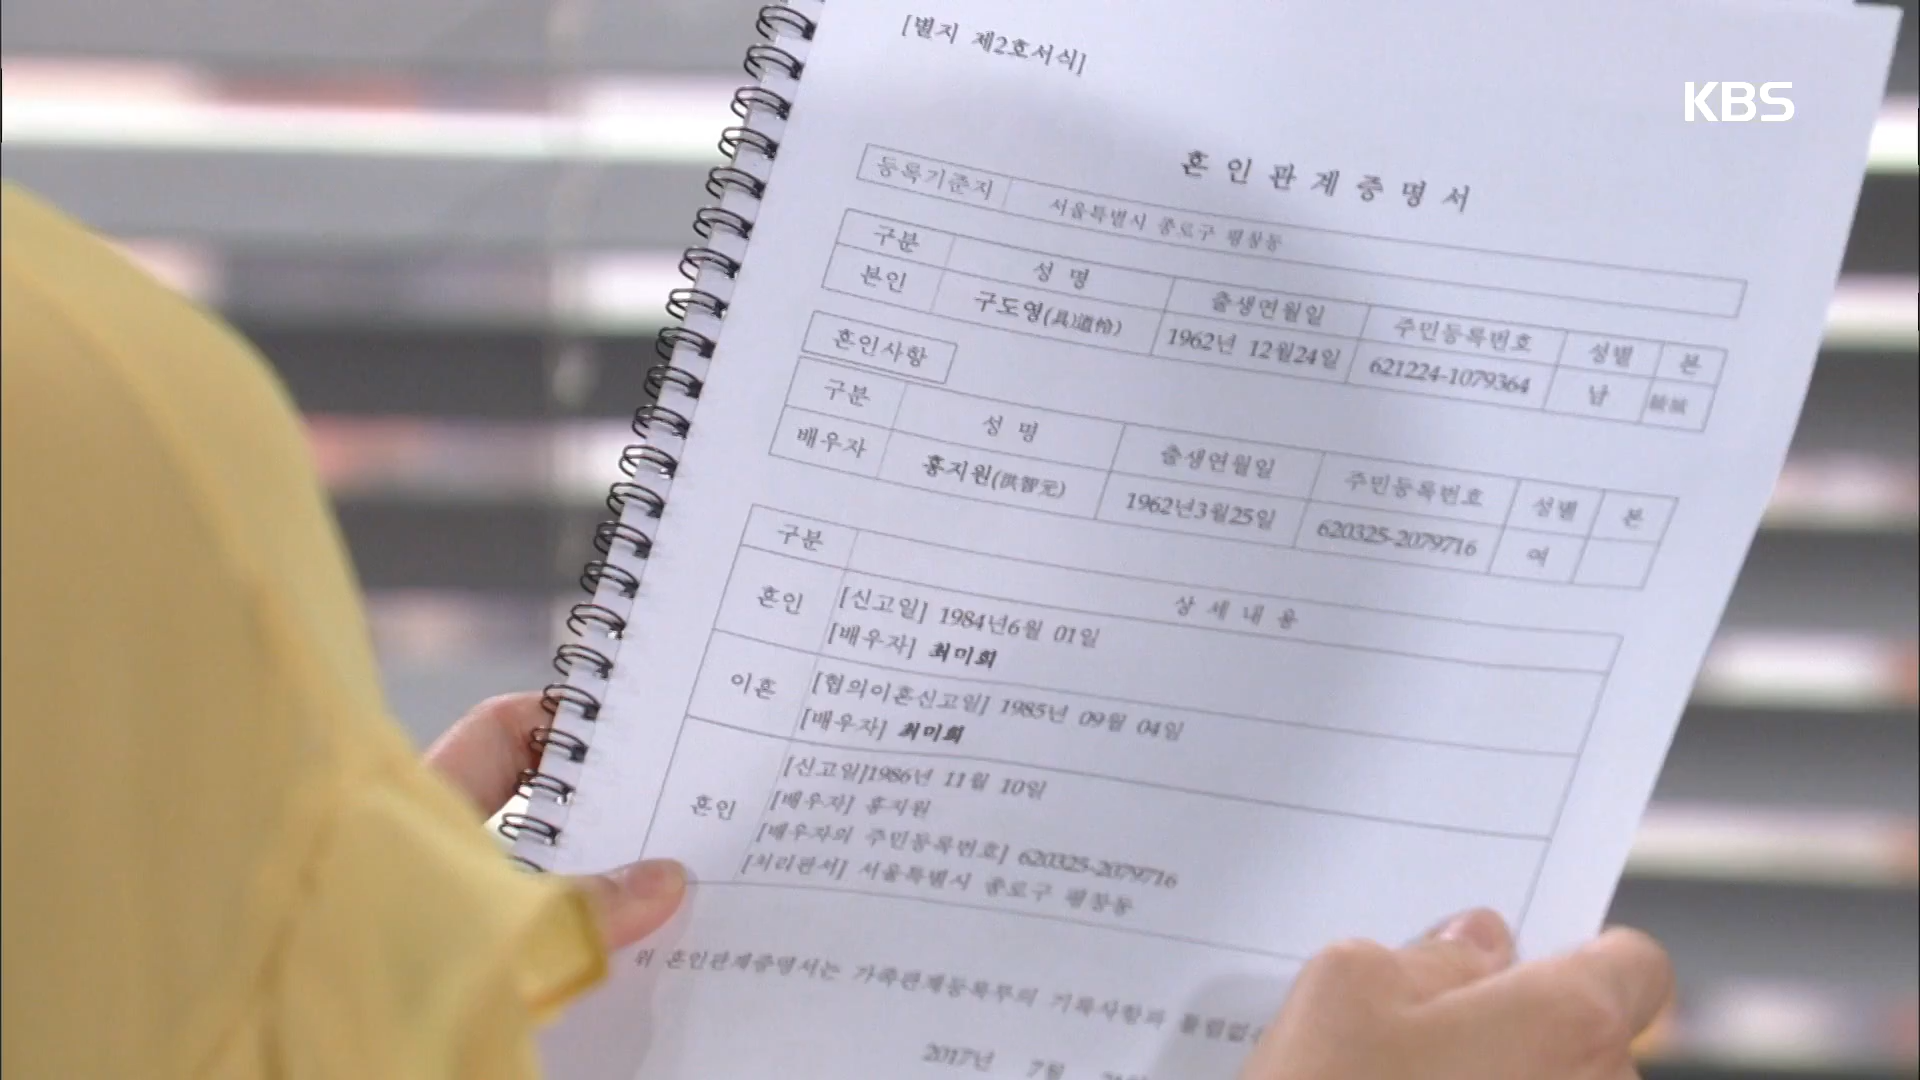 KBS
[별지 제2호서식]
혼 인 관 계 증 명 서
등록기준지 서울특별시 종로구 평창동
구분 성 명 출생연월일 주민등록번호 성별 본
본인 구도영(具道怜) 1962년 12월24일 621224-1079364 남
혼인사항
구분 성 명 출생연월일 주민등록번호 성별 본
배우자 홍지원(洪智元) 1962년3월25일 620325-2079716 여
구분 상 세 내 용
혼인 [신고일] 1984년6월 01일
[배우자] 최미희
이혼 [협의이혼신고일] 1985년 09월 04일
[배우자] 최미희
혼인 [신고일]1986년 11월 10일
[배우자] 홍지원
[배우자의 주민등록번호] 620325-2079716
[처리관서] 서울특별시 종로구 평창동
위 혼인관계증명서는 가족관계등록부의 기록사항과 틀림없
2017년 7월